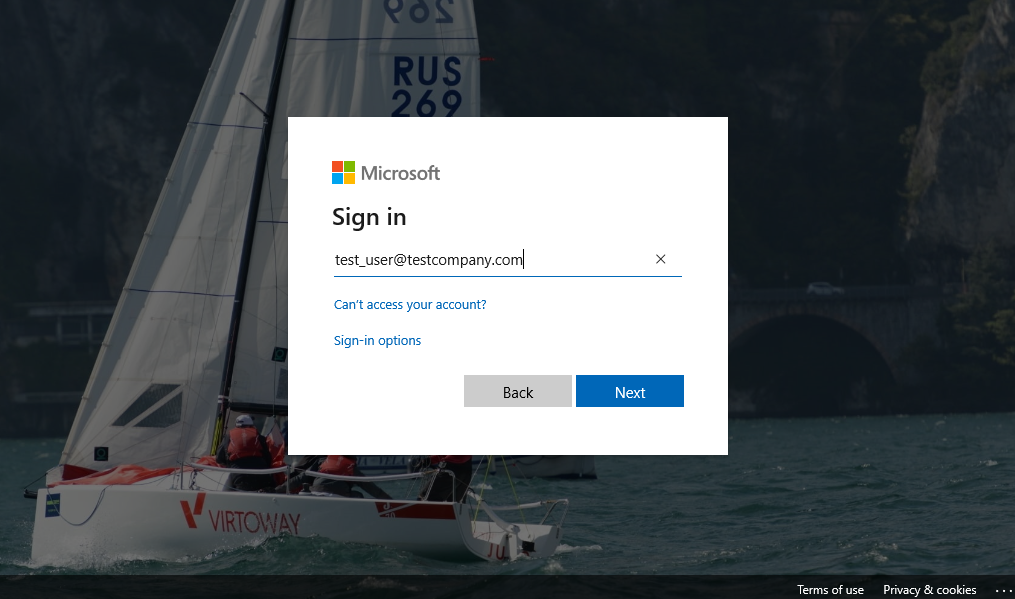 269
RUS
269
Microsoft
Sign in
test_user@testcompany.com
Can't access your account?
Sign-in options
Back
Next
VIRTOWAY
Terms of use
Privacy & cookies
...